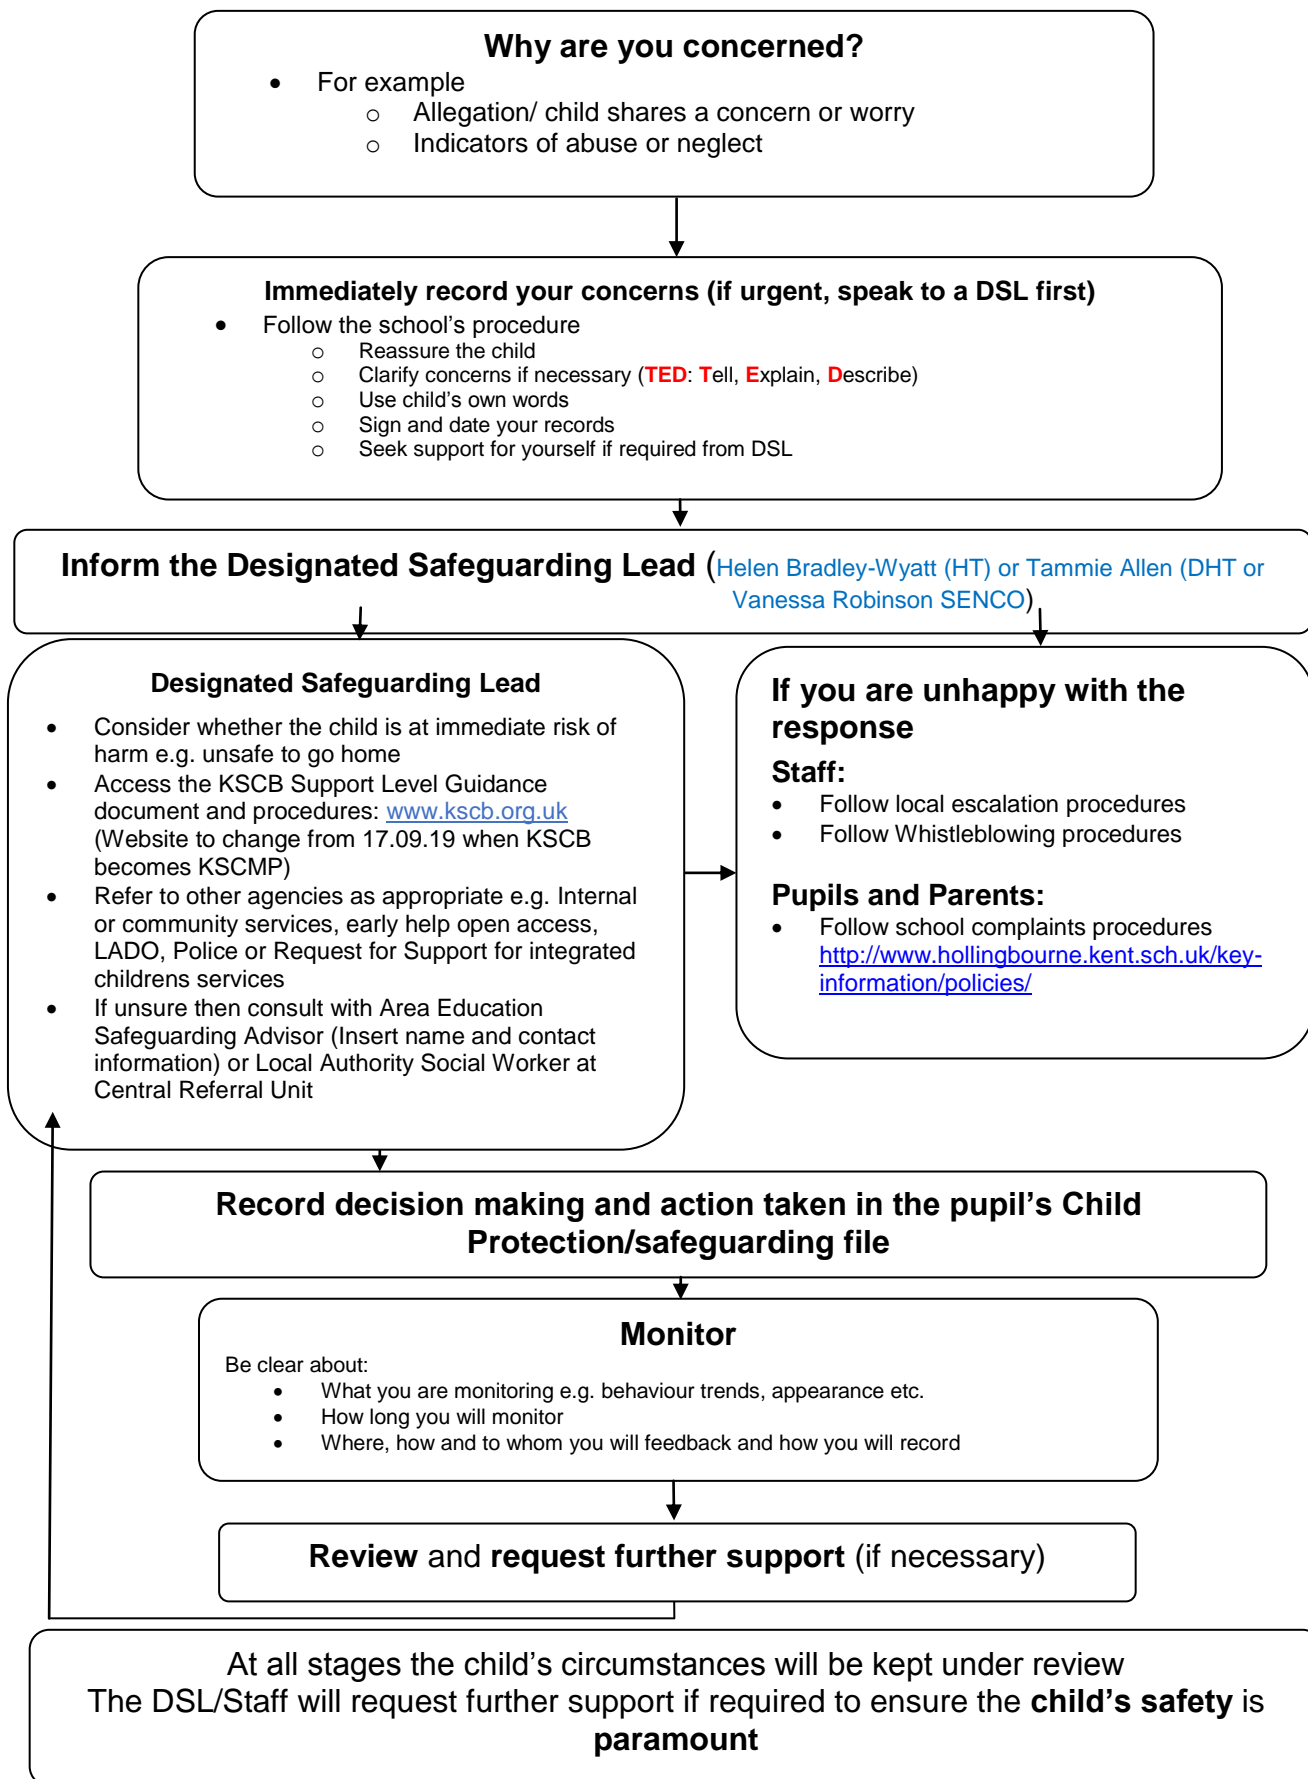 Why are you concerned?
• For example
o Allegation/ child shares a concern or worry
o Indicators of abuse or neglect
Immediately record your concerns (if urgent, speak to a DSL first)
• Follow the school’s procedure
o Reassure the child
o Clarify concerns if necessary (TED: Tell, Explain, Describe)
o Use child’s own words
o Sign and date your records
o Seek support for yourself if required from DSL
Inform the Designated Safeguarding Lead (Helen Bradley-Wyatt (HT) or Tammie Allen (DHT or
Vanessa Robinson SENCO)
Designated Safeguarding Lead
• Consider whether the child is at immediate risk of
harm e.g. unsafe to go home
• Access the KSCB Support Level Guidance
document and procedures: www.kscb.org.uk
(Website to change from 17.09.19 when KSCB
becomes KSCMP)
• Refer to other agencies as appropriate e.g. Internal
or community services, early help open access,
LADO, Police or Request for Support for integrated
childrens services
• If unsure then consult with Area Education
Safeguarding Advisor (Insert name and contact
information) or Local Authority Social Worker at
Central Referral Unit
If you are unhappy with the
response
Staff:
• Follow local escalation procedures
• Follow Whistleblowing procedures
Pupils and Parents:
• Follow school complaints procedures
http://www.hollingbourne.kent.sch.uk/key-
information/policies/
Record decision making and action taken in the pupil’s Child
Protection/safeguarding file
Monitor
Be clear about:
• What you are monitoring e.g. behaviour trends, appearance etc.
• How long you will monitor
• Where, how and to whom you will feedback and how you will record
Review and request further support (if necessary)
At all stages the child’s circumstances will be kept under review
The DSL/Staff will request further support if required to ensure the child’s safety is
paramount